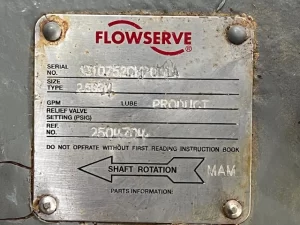 FLOWSERVE
SERIAL
NO.
SIZE
TYPE
GPM LUBE PRODUCT
RELIEF VALVE
SETTING (PSIG)
REF.
NO. 2504704
DO NOT OPERATE WITHOUT FIRST READING INSTRUCTION BOOK
SHAFT ROTATION MAM
PARTS INFORMATION: